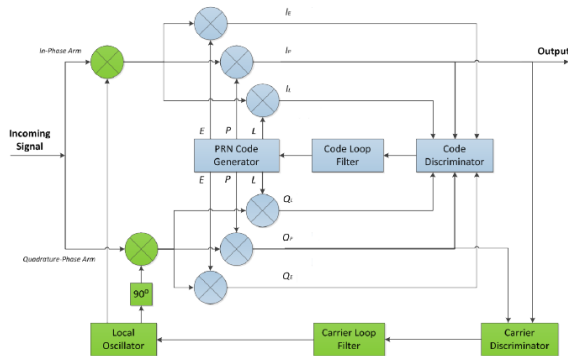 I_E
In-Phase Arm
I_P
Output
I_L
E P L
Incoming Signal
PRN Code Generator
Code Loop Filter
Code Discriminator
E P L
Q_L
Q_P
Quadrature-Phase Arm
Q_E
90°
Local Oscillator
Carrier Loop Filter
Carrier Discriminator